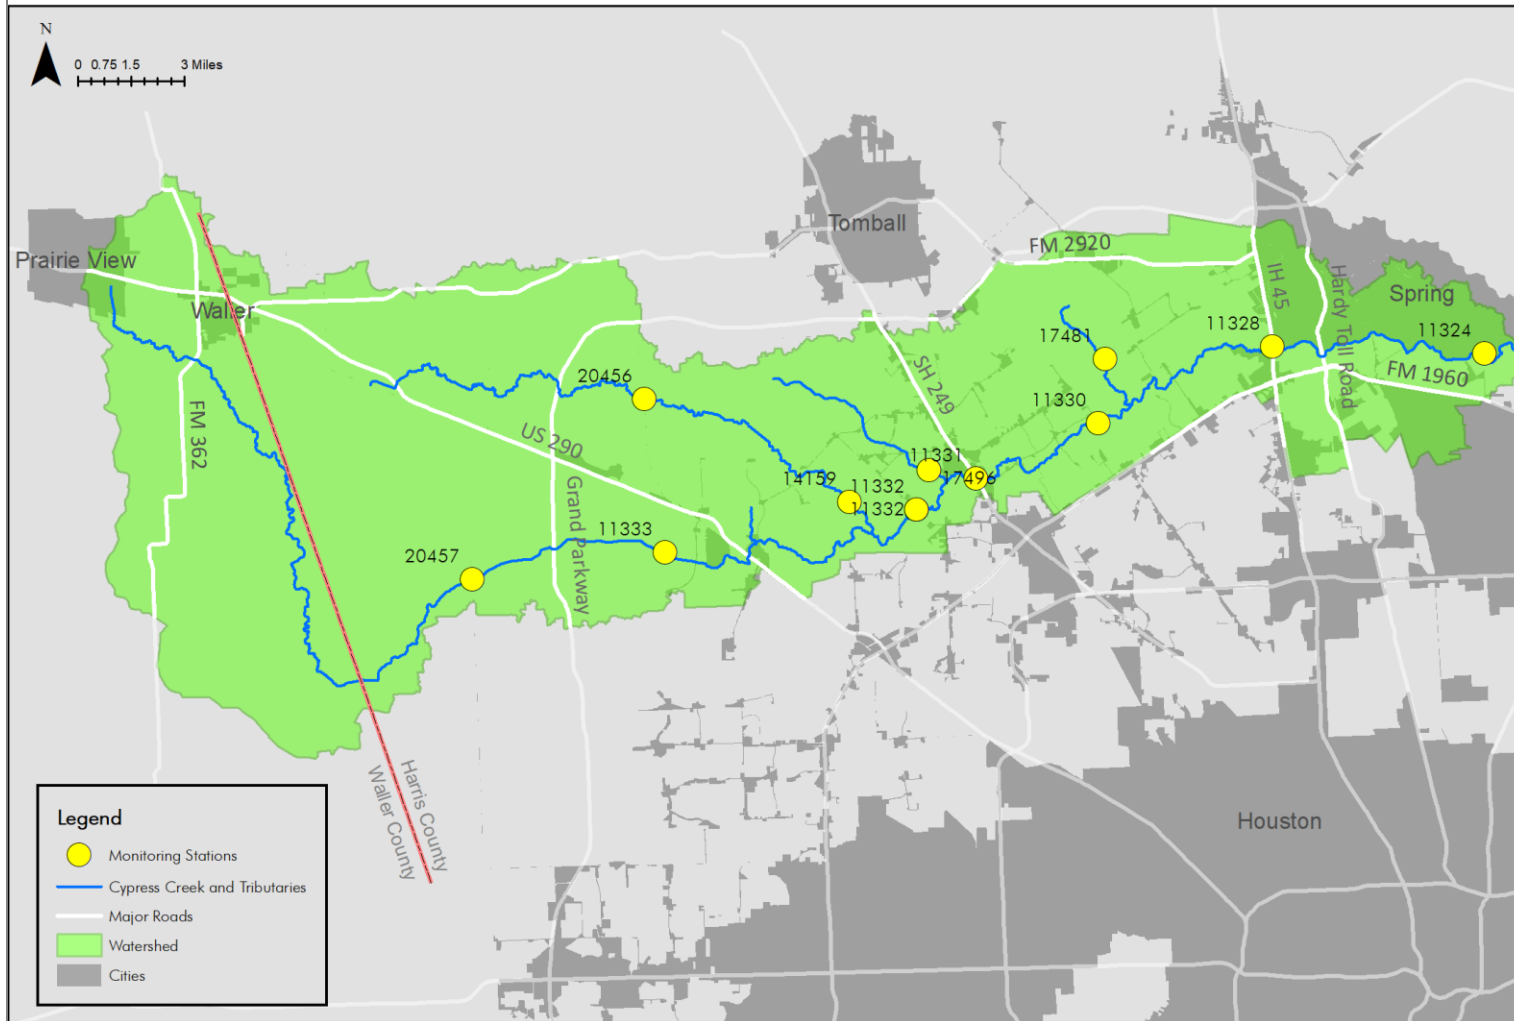 N
0 0.75 1.5 3 Miles
Tomball
Prairie View
FM 2920
IH 45
Hardy Toll Road
Spring
Waller
11328
11324
17481
FM 1960
20456
SH 249
11330
FM 362
US 290
11331
14159
11332
17496
11332
Grand Parkway
11333
20457
Harris County
Waller County
Houston
Legend
Monitoring Stations
Cypress Creek and Tributaries
Major Roads
Watershed
Cities